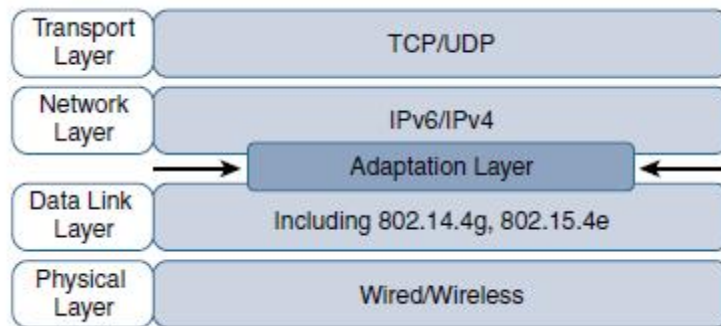 Transport
Layer
TCP/UDP
Network
Layer
IPv6/IPv4
Adaptation Layer
Data Link
Layer
Including 802.14.4g, 802.15.4e
Physical
Layer
Wired/Wireless